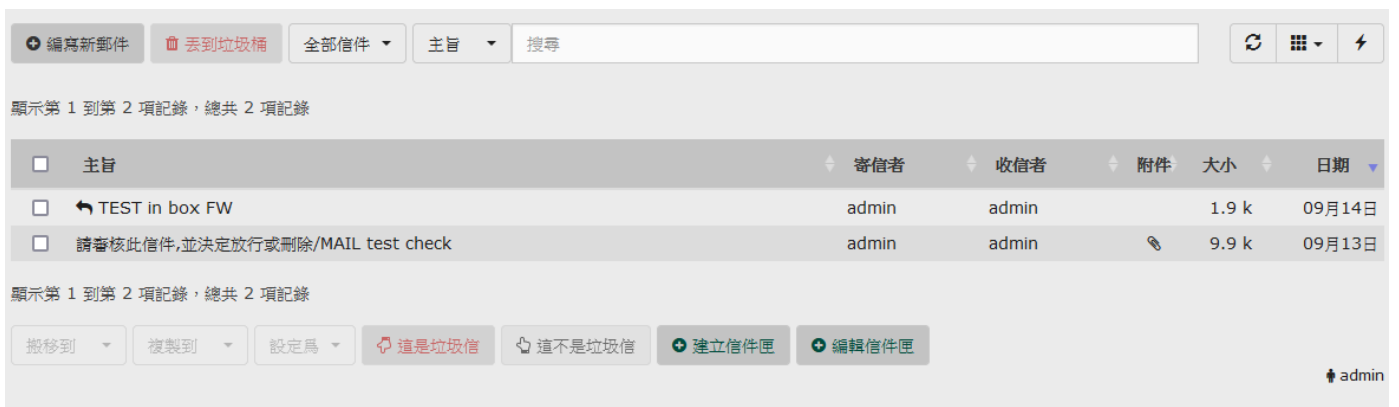 編寫新郵件 丟到垃圾桶 全部信件 主旨 搜尋
顯示第 1 到第 2 項記錄，總共 2 項記錄
主旨 寄信者 收信者 附件 大小 日期
TEST in box FW admin admin 1.9 k 09月14日
請審核此信件,並決定放行或刪除/MAIL test check admin admin 9.9 k 09月13日
顯示第 1 到第 2 項記錄，總共 2 項記錄
搬移到 複製到 設定為 這是垃圾信 這不是垃圾信 建立信件匣 編輯信件匣
admin